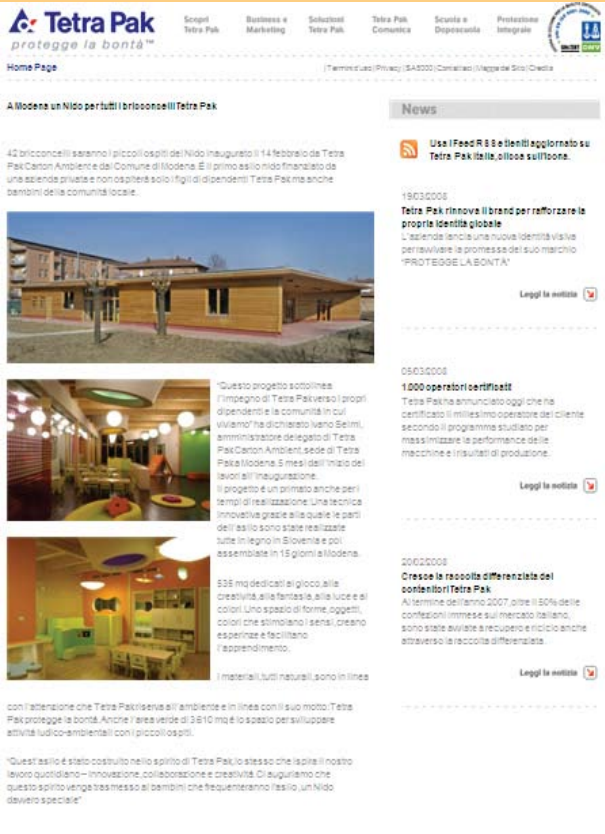 Tetra Pak
protegge la bontà™
Scopri
Tetra Pak
Business e
Marketing
Soluzioni
Tetra Pak
Tetra Pak
Comunica
Scuola e
Doposcuola
Protezione
Integrale
DNV
Home Page
| Termini d'uso | Privacy | SA8000 | Contattaci | Mappa del Sito | Credits
A Modena un Nido per tutti i bricconcelli Tetra Pak
42 bricconcelli saranno i piccoli ospiti del Nido inaugurato il 14 febbraio da Tetra
Pak Carton Ambient e dal Comune di Modena. È il primo asilo nido finanziato da
una azienda privata e non ospiterà solo i figli di dipendenti Tetra Pak ma anche
bambini della comunità locale.
"Questo progetto sottolinea
l'impegno di Tetra Pak verso i propri
dipendenti e la comunità in cui
viviamo" ha dichiarato Ivano Selmi,
amministratore delegato di Tetra
Pak Carton Ambient, sede di Tetra
Pak a Modena. 5 mesi dall'inizio dei
lavori all'inaugurazione.
Il progetto è un primato anche per i
tempi di realizzazione. Una tecnica
innovativa grazie alla quale le parti
dell'asilo sono state realizzate
tutte in legno in Slovenia e poi
assemblate in 15 giorni a Modena.
535 mq dedicati al gioco, alla
creatività, alla fantasia, alla luce e ai
colori. Uno spazio di forme, oggetti,
colori che stimolano i sensi, creano
esperinze e facilitano
l'apprendimento.
I materiali, tutti naturali, sono in linea
con l'attenzione che Tetra Pak riserva all'ambiente e in linea con il suo motto: Tetra
Pak protegge la bontà. Anche l'area verde di 3610 mq è lo spazio per sviluppare
attività ludico-ambientali con i piccoli ospiti.
"Quest'asilo è stato costruito nello spirito di Tetra Pak, lo stesso che ispira il nostro
lavoro quotidiano – innovazione, collaborazione e creatività. Ci auguriamo che
questo spirito venga trasmesso ai bambini che frequenteranno l'asilo, un Nido
davvero speciale"
News
Usa i Feed RSS e tieniti aggiornato su
Tetra Pak Italia, clicca sull'icona.
19/03/2008
Tetra Pak rinnova il brand per rafforzare la
propria identità globale
L'azienda lancia una nuova identità visiva
per ravvivare la promessa del suo marchio
"PROTEGGE LA BONTÀ"
Leggi la notizia
05/03/2008
1.000 operatori certificati!
Tetra Pak ha annunciato oggi che ha
certificato il millesimo operatore del cliente
secondo il programma studiato per
massimizzare la performance delle
macchine e i risultati di produzione.
Leggi la notizia
20/02/2008
Cresce la raccolta differenziata dei
contenitori Tetra Pak
Al termine dell'anno 2007, oltre il 50% delle
confezioni immesse sul mercato italiano,
sono state avviate a recupero e riciclo anche
attraverso la raccolta differenziata.
Leggi la notizia